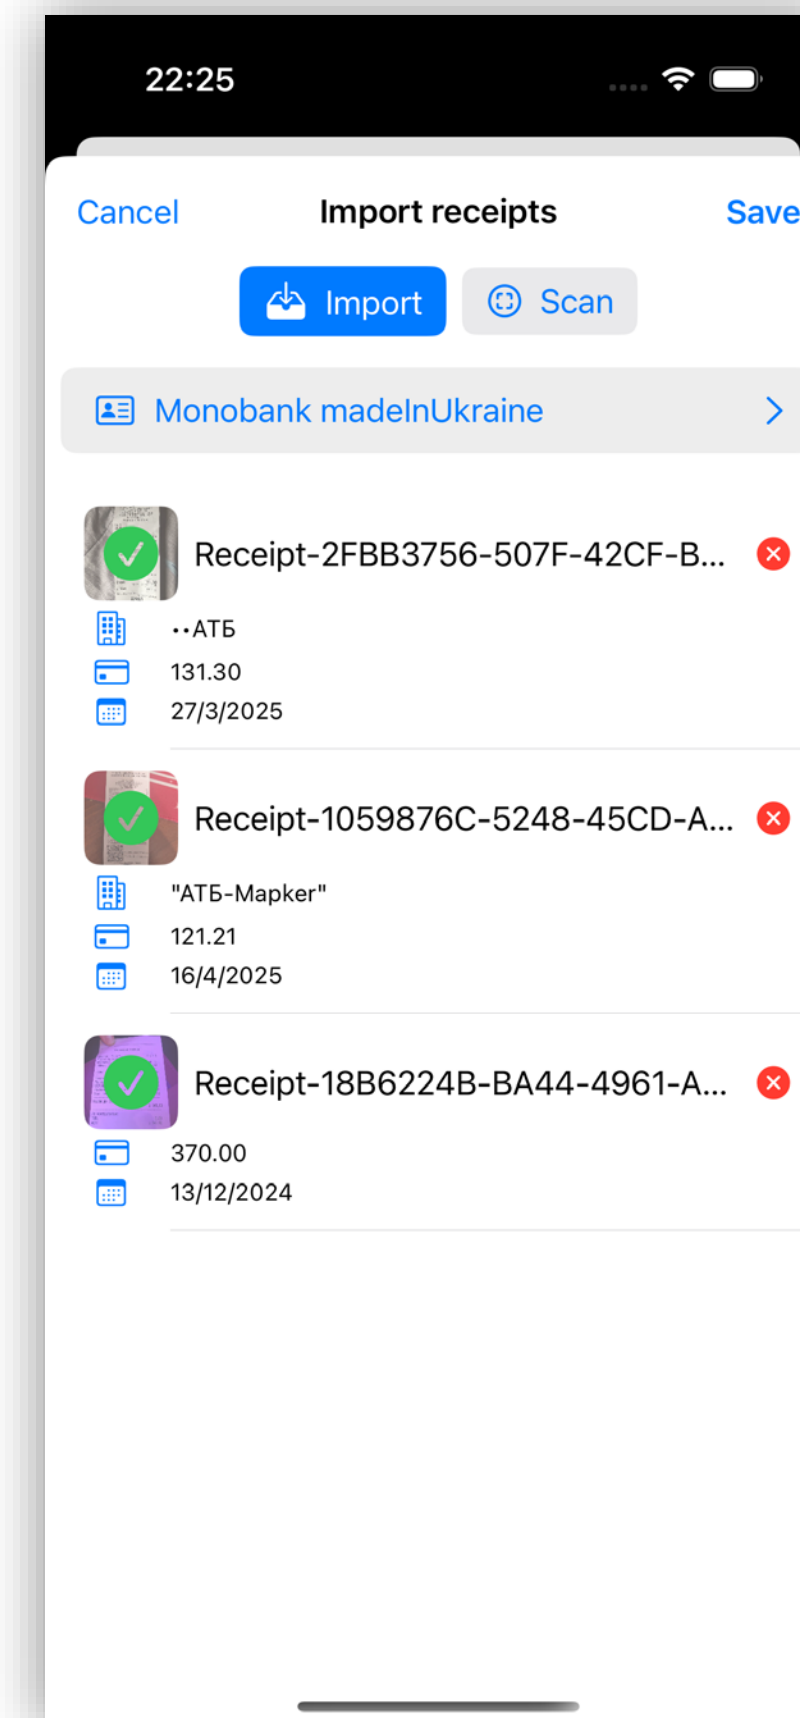 22:25
Cancel Import receipts Save
Import Scan
Monobank madeInUkraine
Receipt-2FBB3756-507F-42CF-B...
··АТБ
131.30
27/3/2025
Receipt-1059876C-5248-45CD-A...
"АТБ-Mapker"
121.21
16/4/2025
Receipt-18B6224B-BA44-4961-A...
370.00
13/12/2024